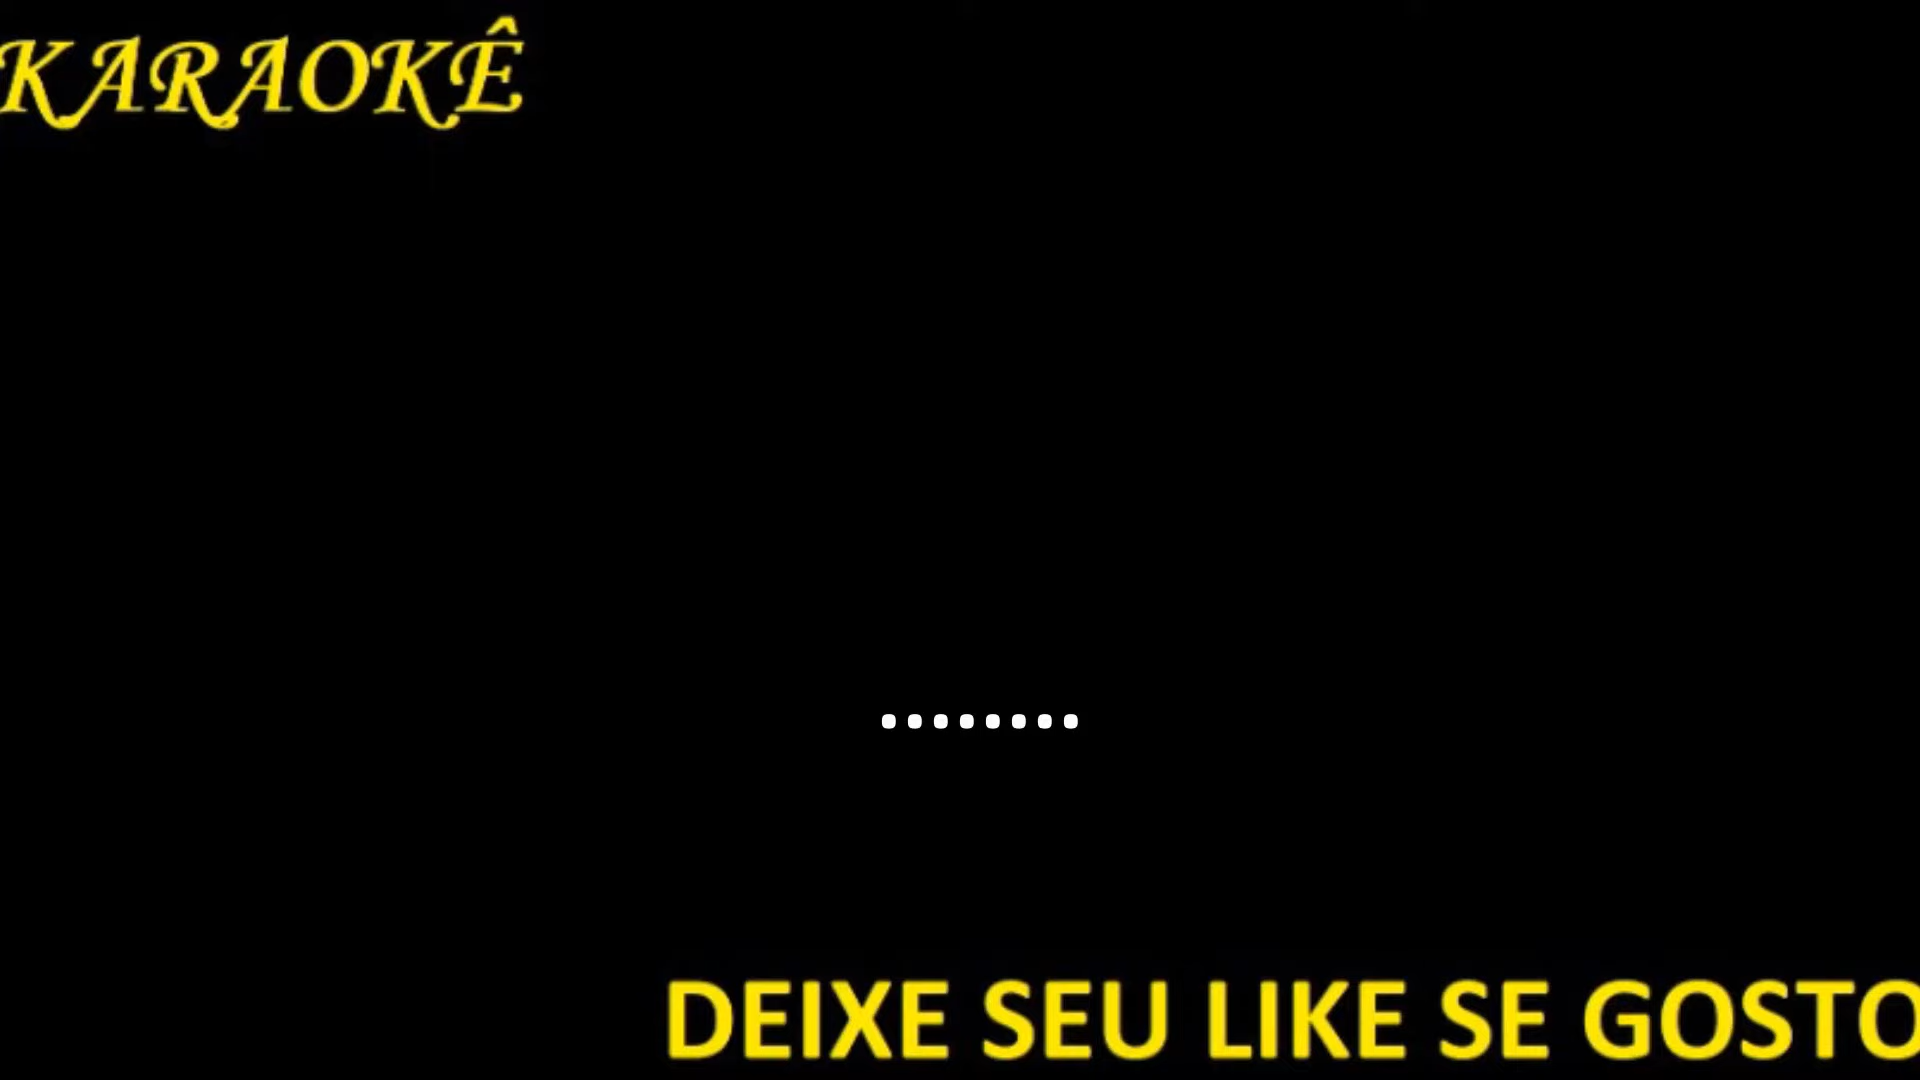 KARAOKÊ
........
DEIXE SEU LIKE SE GOSTO